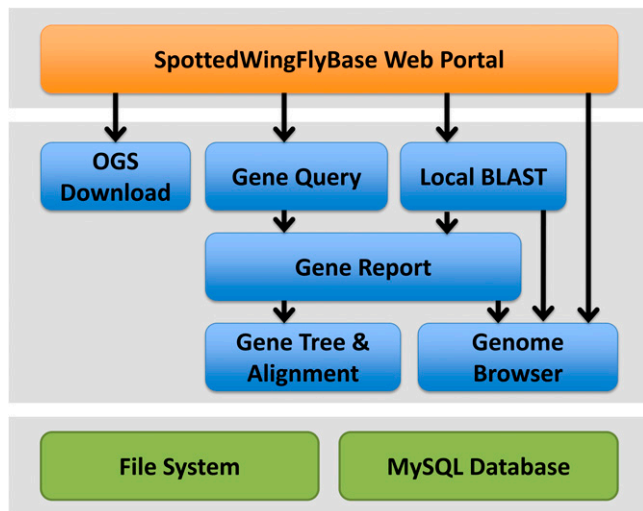 SpottedWingFlyBase Web Portal
OGS
Download
Gene Query
Local BLAST
Gene Report
Gene Tree &
Alignment
Genome
Browser
File System
MySQL Database